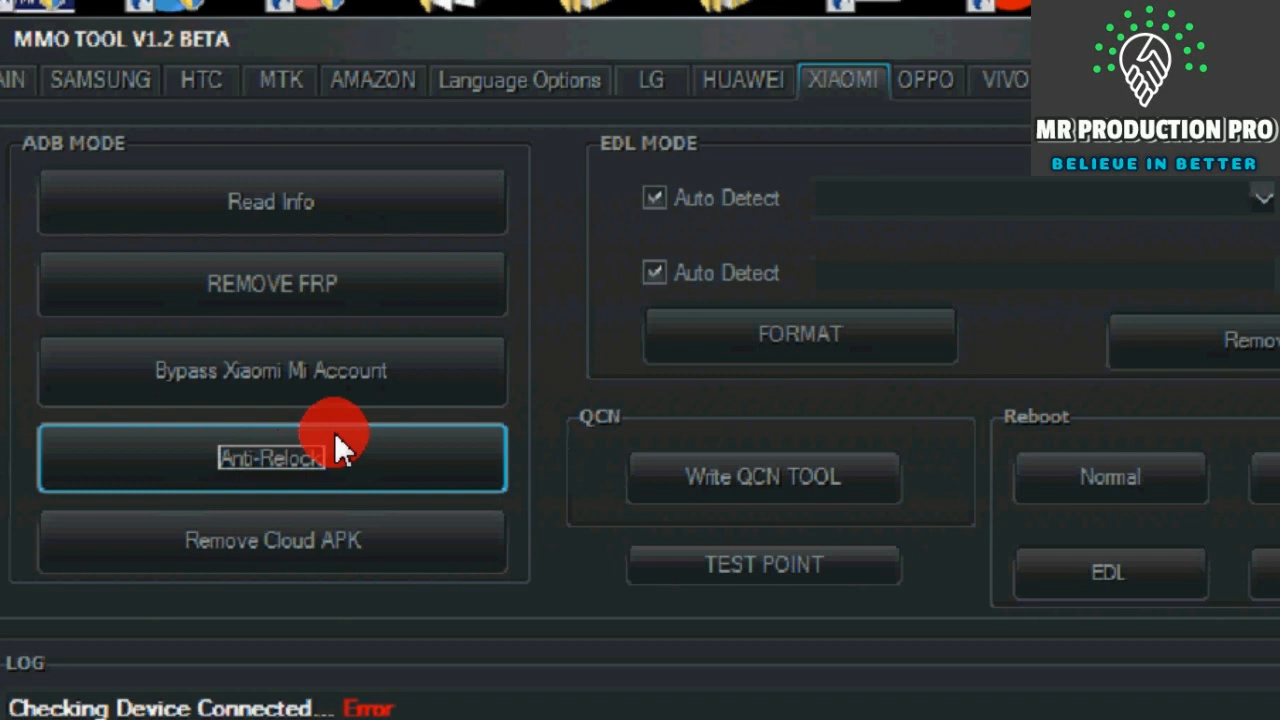 MMO TOOL V1.2 BETA
AIN SAMSUNG HTC MTK AMAZON Language Options LG HUAWEI XIAOMI OPPO VIVO
MR PRODUCTION PRO
BELIEUE IN BETTER
ADB MODE
Read Info
REMOVE FRP
Bypass Xiaomi Mi Account
Anti-Relock
Remove Cloud APK
EDL MODE
Auto Detect
Auto Detect
FORMAT
Remov
QCN
Write QCN TOOL
TEST POINT
Reboot
Normal
EDL
LOG
Checking Device Connected.... Error